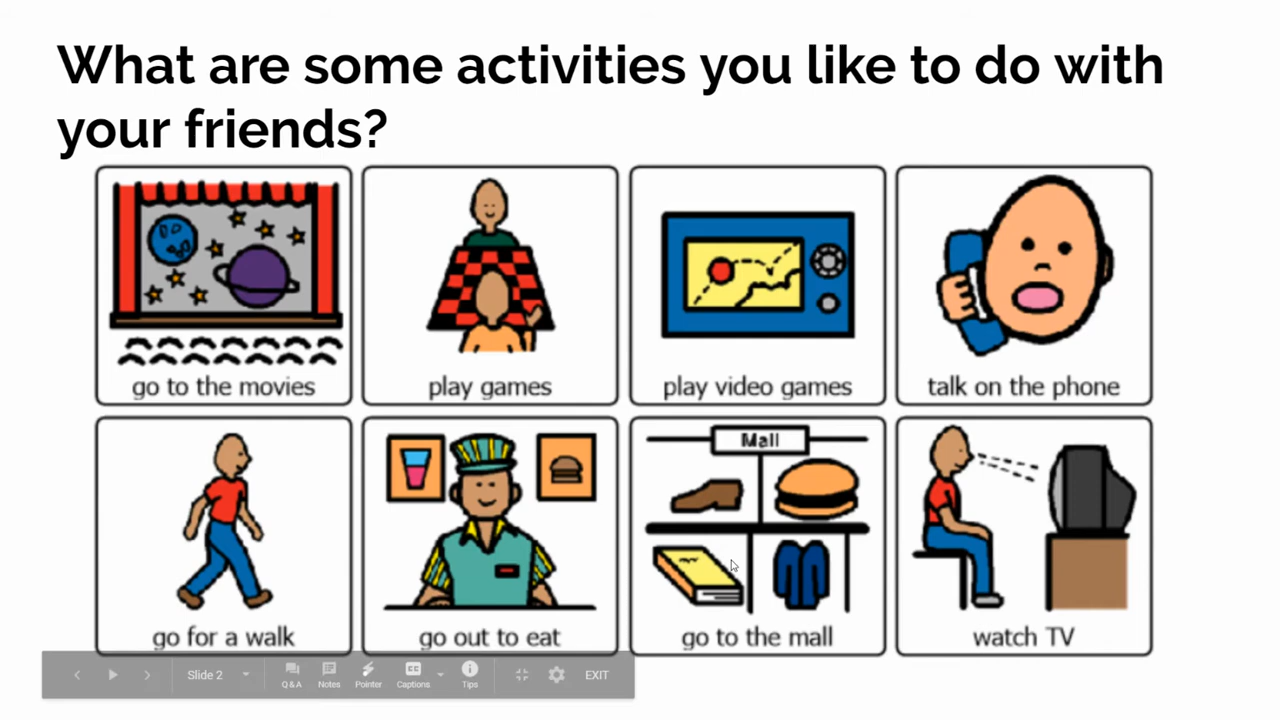 What are some activities you like to do with
your friends?
go to the movies
play games
play video games
talk on the phone
Mall
go for a walk
go out to eat
go to the mall
watch TV
Slide 2
Q&A
Notes
Pointer
Captions
Tips
EXIT